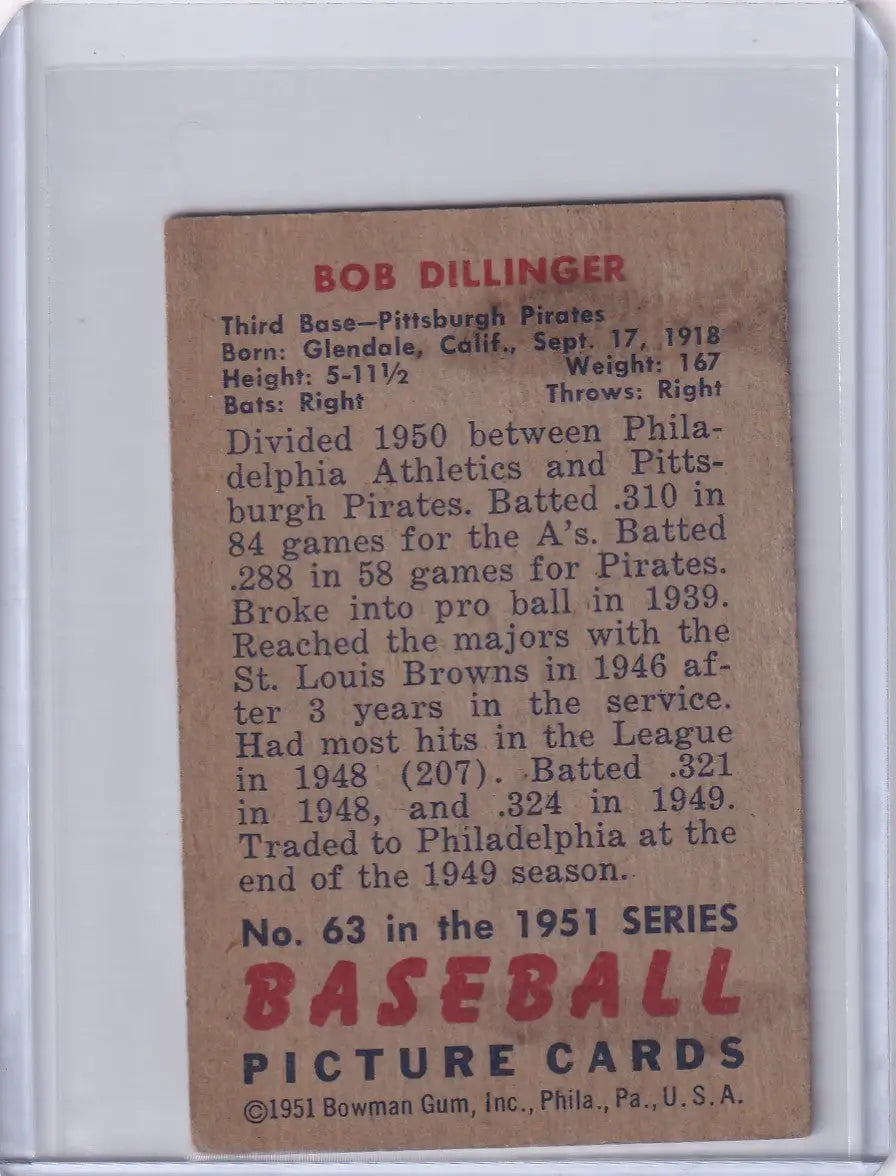 BOB DILLINGER
Third Base—Pittsburgh Pirates
Born: Glendale, Calif., Sept. 17, 1918
Height: 5-11½ Weight: 167
Bats: Right Throws: Right
Divided 1950 between Phila-
delphia Athletics and Pitts-
burgh Pirates. Batted .310 in
84 games for the A's. Batted
.288 in 58 games for Pirates.
Broke into pro ball in 1939.
Reached the majors with the
St. Louis Browns in 1946 af-
ter 3 years in the service.
Had most hits in the League
in 1948 (207). Batted .321
in 1948, and .324 in 1949.
Traded to Philadelphia at the
end of the 1949 season.
No. 63 in the 1951 SERIES
BASEBALL
PICTURE CARDS
©1951 Bowman Gum, Inc., Phila., Pa., U.S.A.